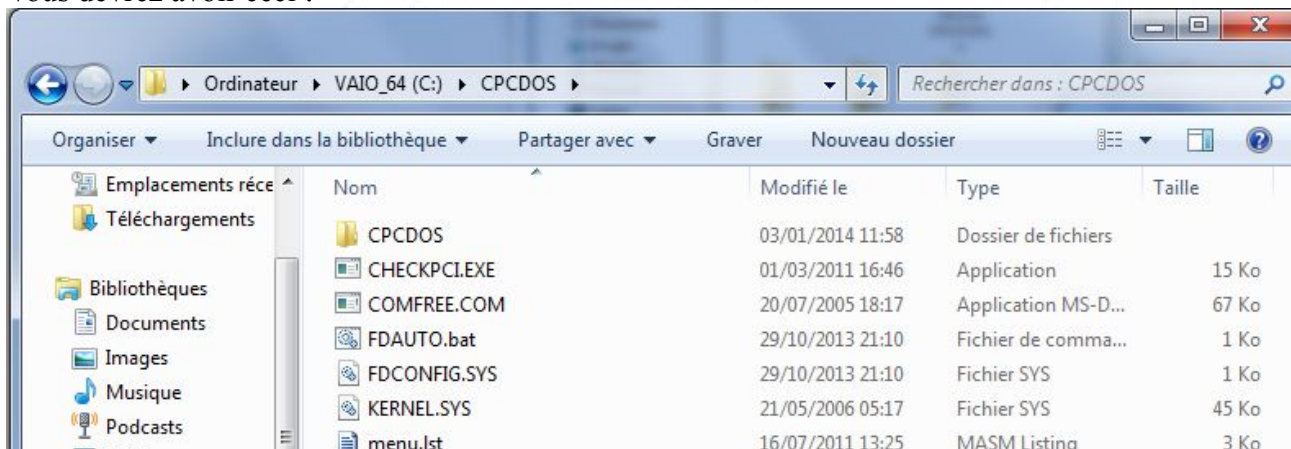 Vous devriez avoir ceci :
Ordinateur VAIO_64 (C:) CPCDOS
Rechercher dans : CPCDOS
Organiser Inclure dans la bibliothèque Partager avec Graver Nouveau dossier
Emplacements réce
Téléchargements
Bibliothèques
Documents
Images
Musique
Podcasts
Nom Modifié le Type Taille
CPCDOS 03/01/2014 11:58 Dossier de fichiers
CHECKPCI.EXE 01/03/2011 16:46 Application 15 Ko
COMFREE.COM 20/07/2005 18:17 Application MS-D... 67 Ko
FDAUTO.bat 29/10/2013 21:10 Fichier de comma... 1 Ko
FDCONFIG.SYS 29/10/2013 21:10 Fichier SYS 1 Ko
KERNEL.SYS 21/05/2006 05:17 Fichier SYS 45 Ko
menu.lst 16/07/2011 13:25 MASM Listing 3 Ko